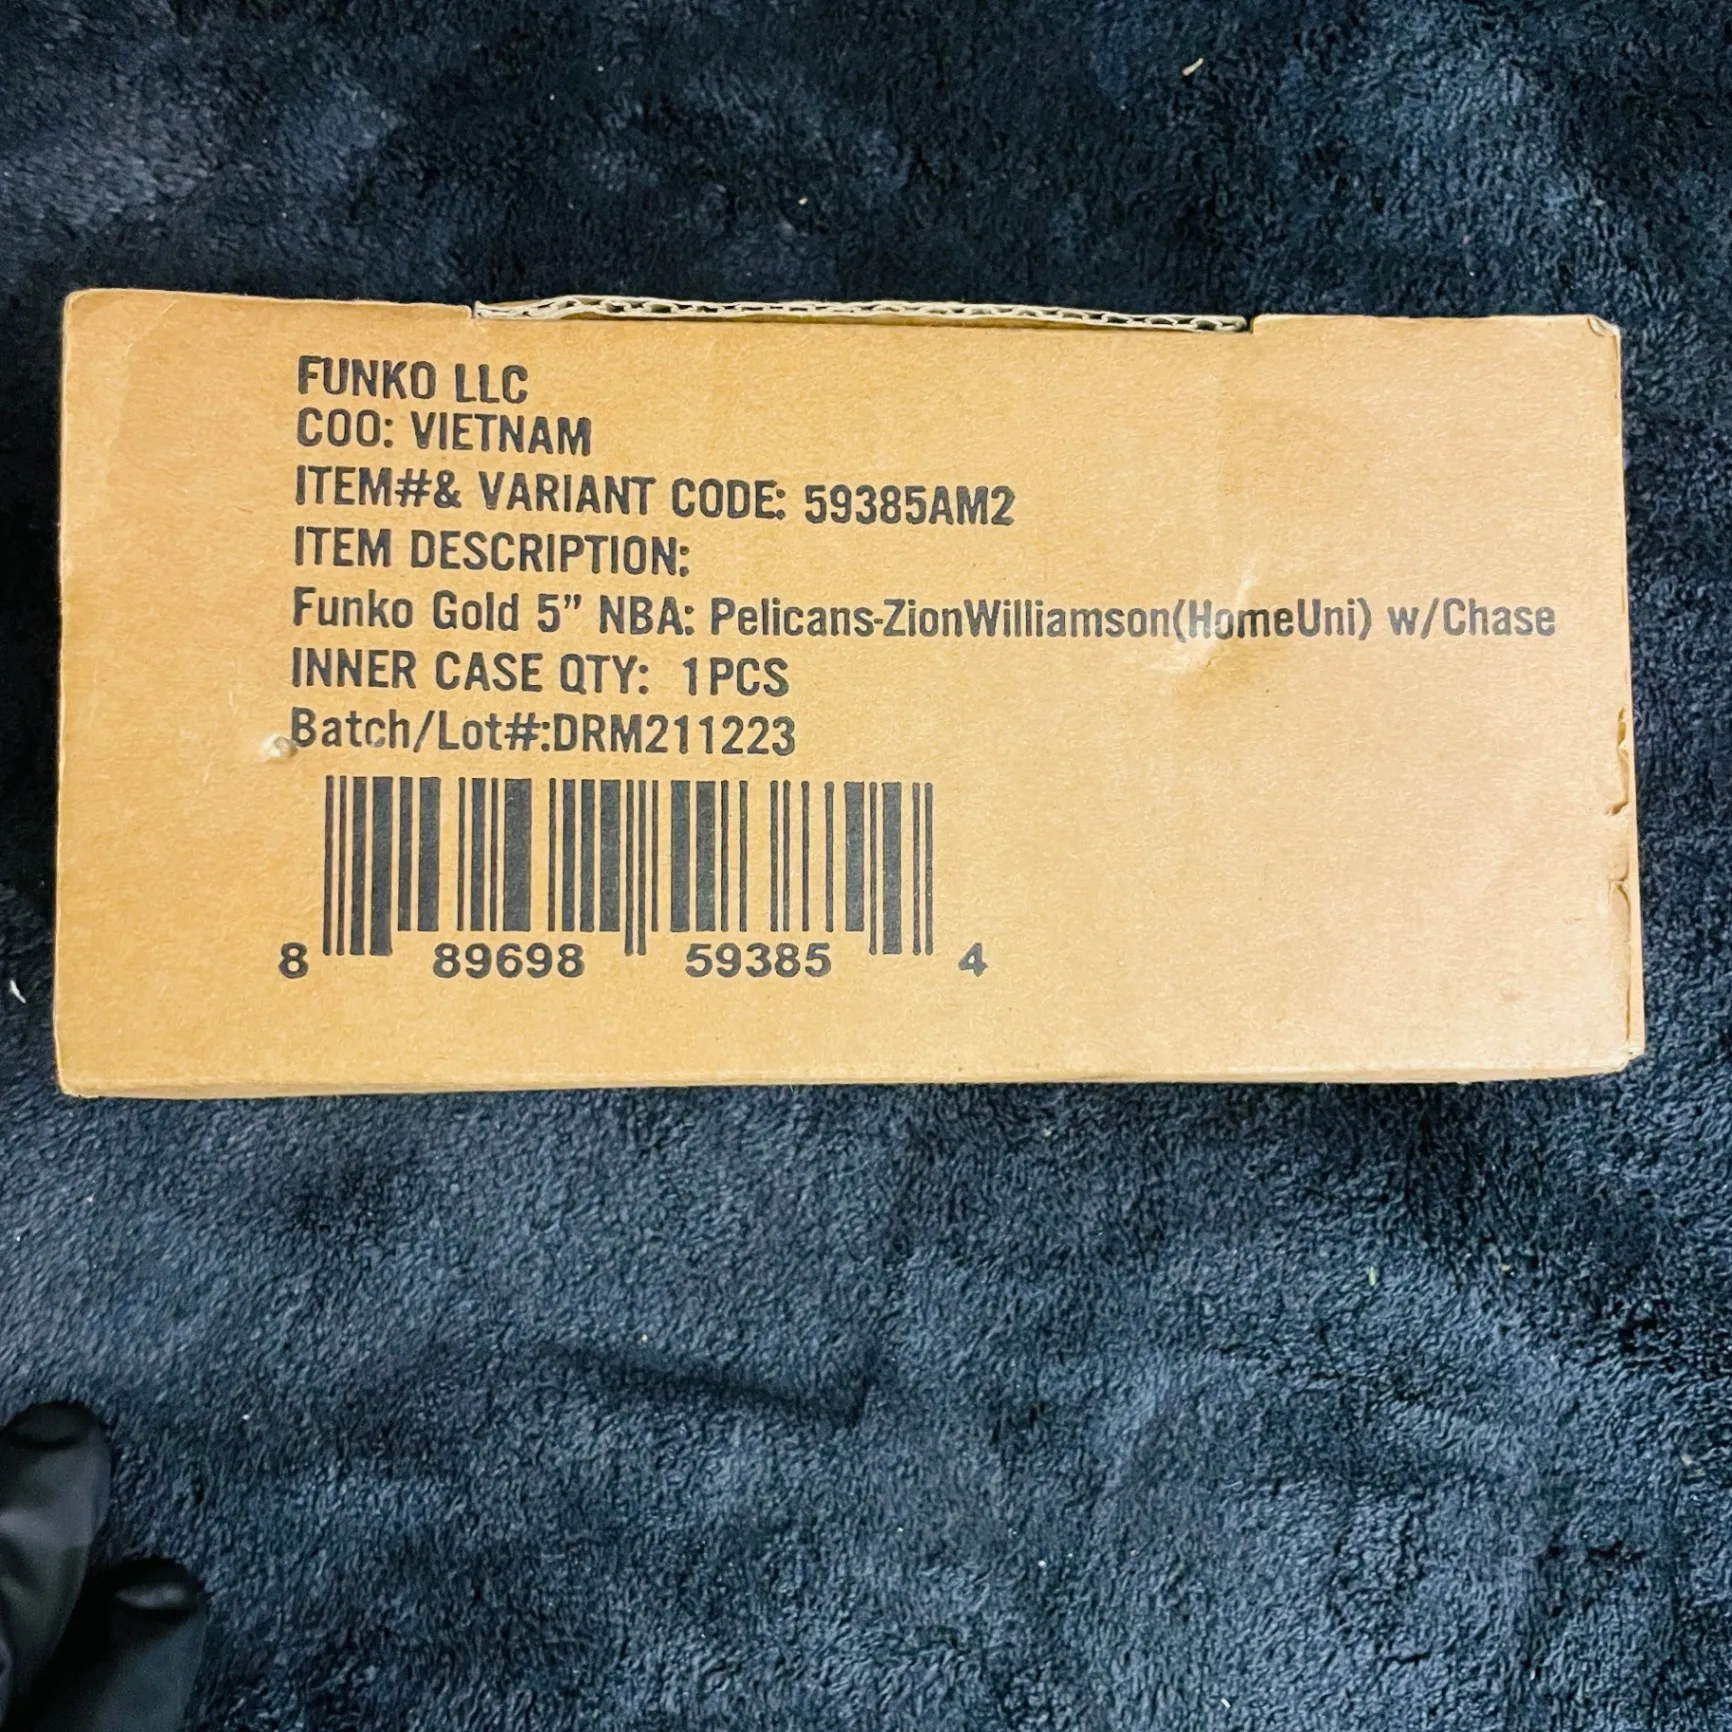 FUNKO LLC
COO: VIETNAM
ITEM#& VARIANT CODE: 59385AM2
ITEM DESCRIPTION:
Funko Gold 5” NBA: Pelicans-ZionWilliamson(HomeUni) w/Chase
INNER CASE QTY: 1PCS
Batch/Lot#:DRM211223
8 89698 59385 4